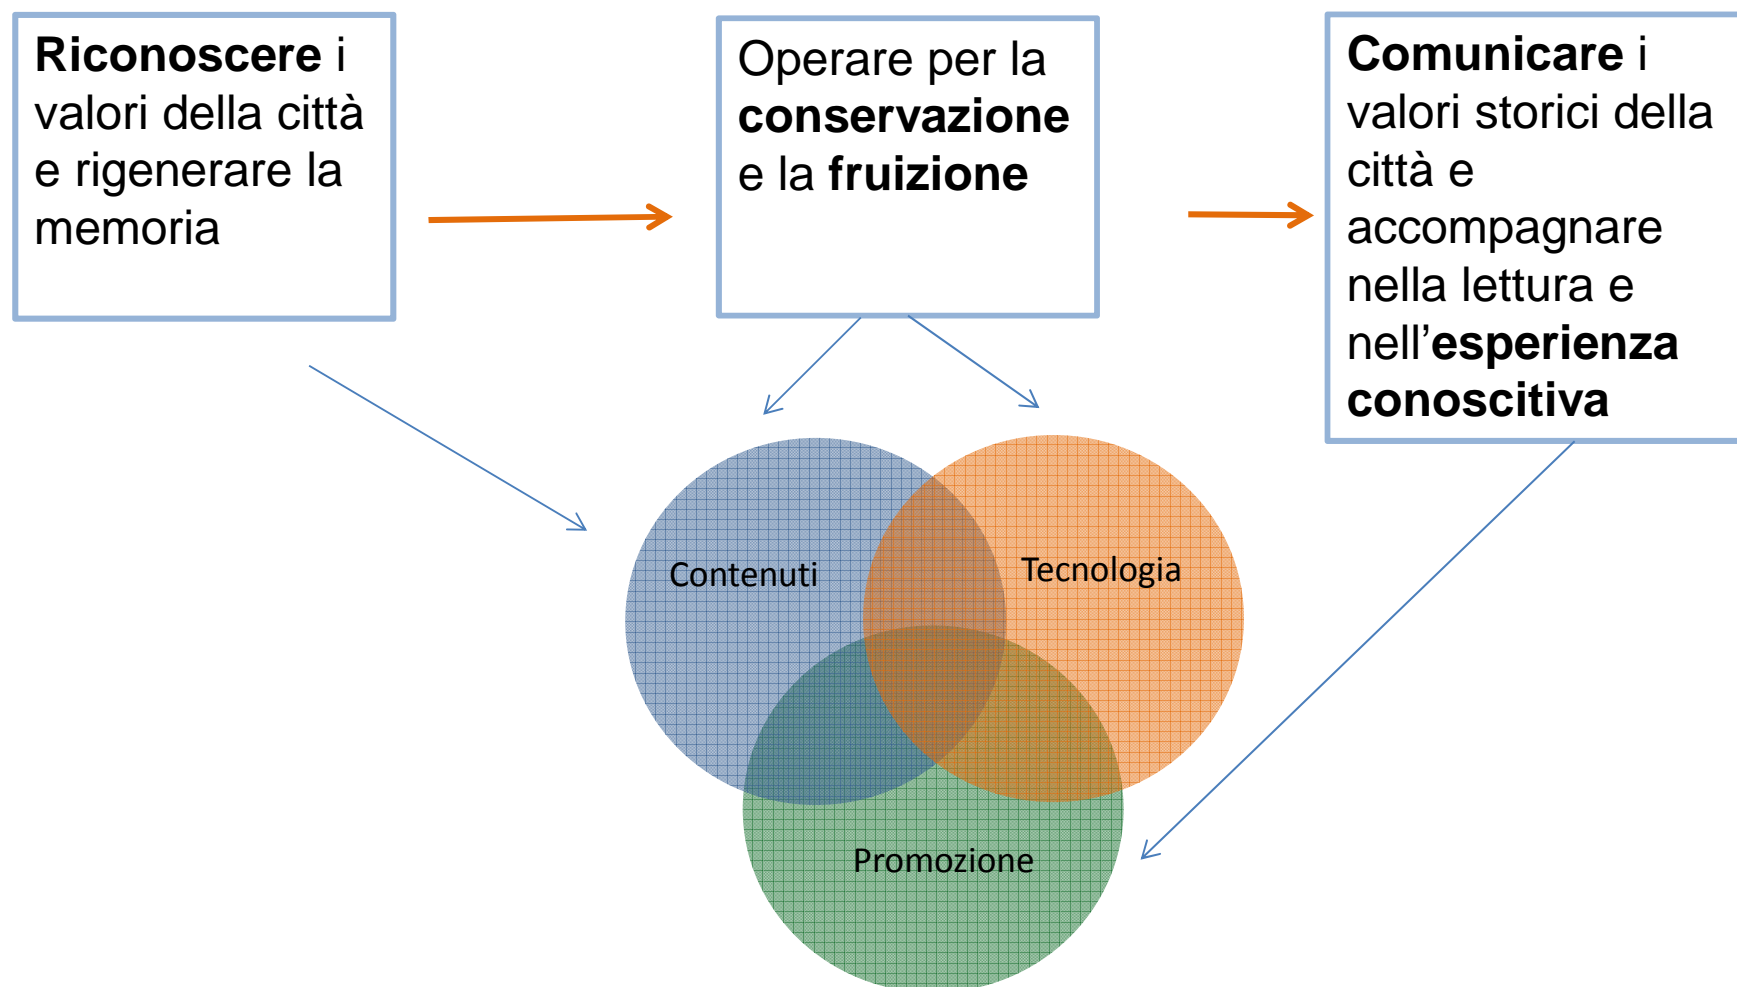 Riconoscere i
valori della città
e rigenerare la
memoria
Operare per la
conservazione
e la fruizione
Comunicare i
valori storici della
città e
accompagnare
nella lettura e
nell’esperienza
conoscitiva
Contenuti
Tecnologia
Promozione